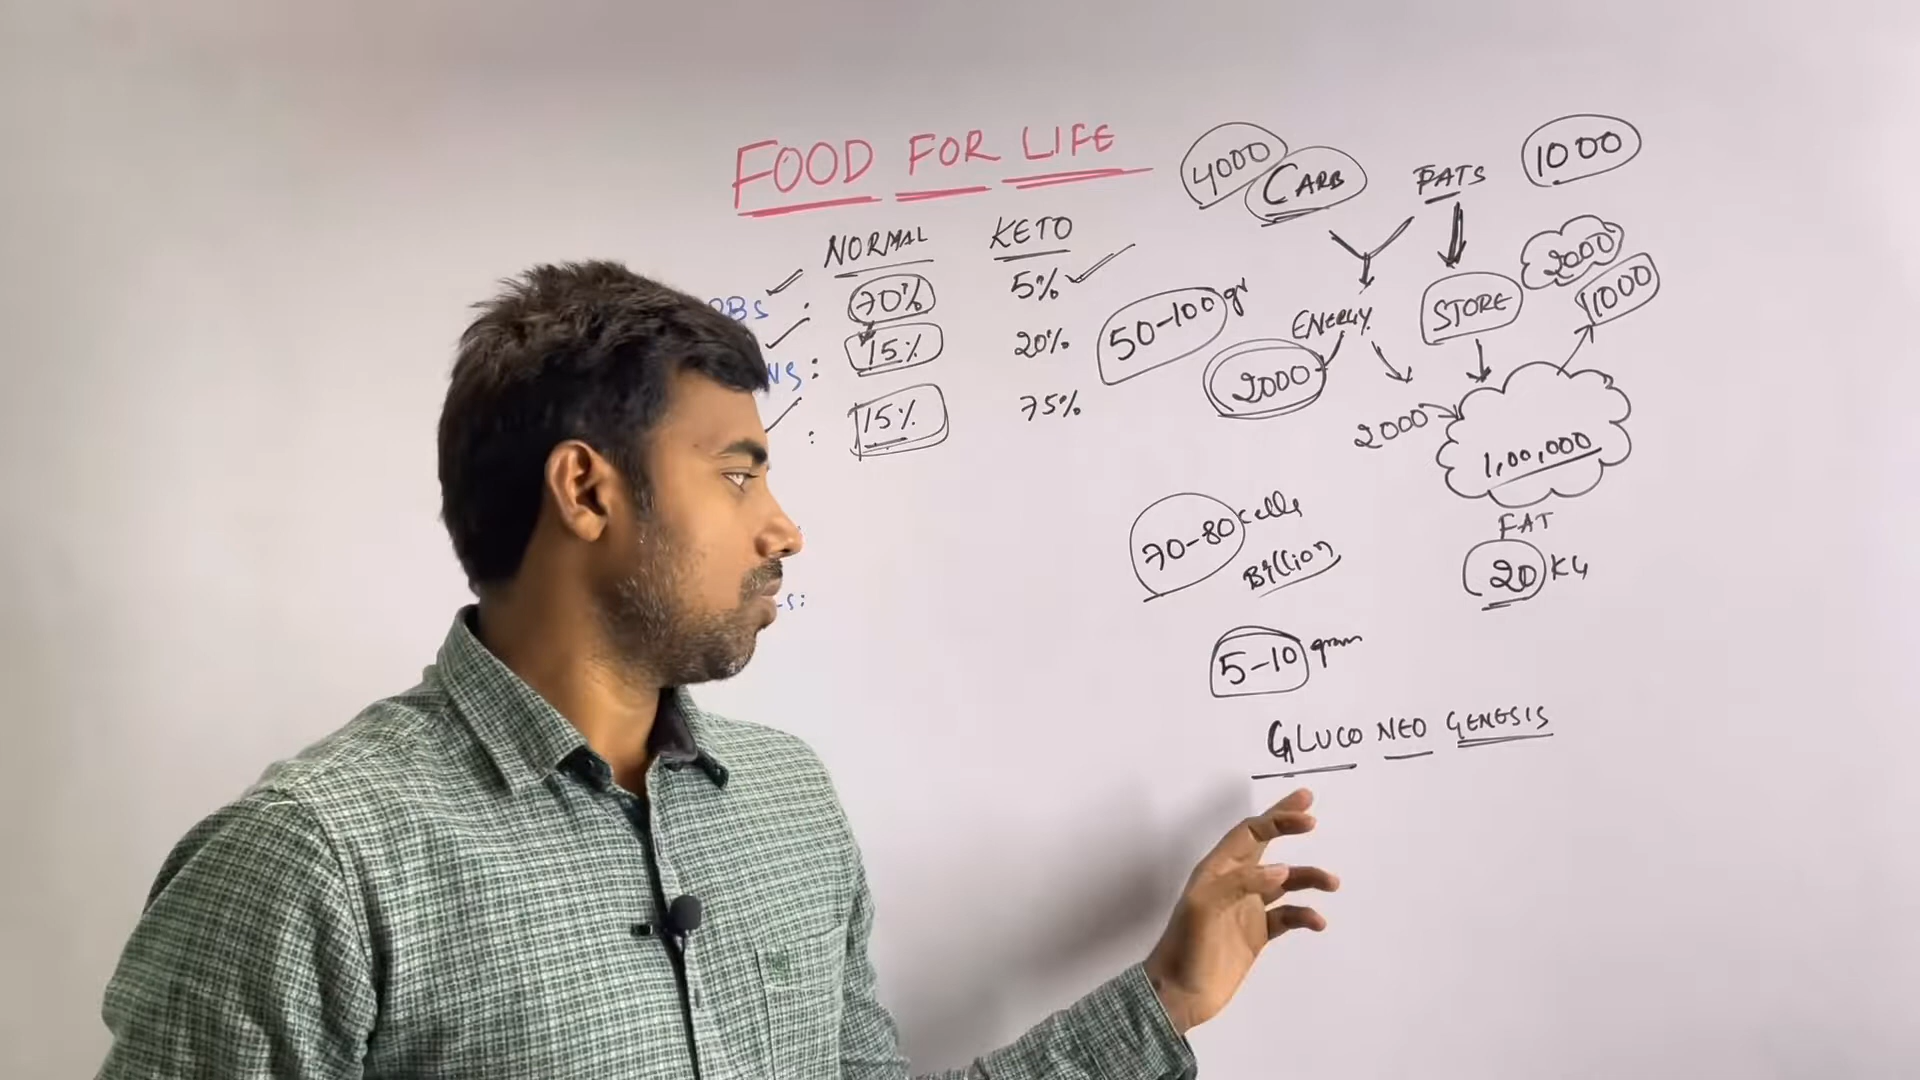 FOOD FOR LIFE
NORMAL KETO
RBs : 70% 5%
NS : 15% 20%
: 15% 75%
s:
50-100 gr
4000 CARB FATS 1000
ENERGY STORE 2000
1000
2000
2000 1,00,000
FAT
20 KG
70-80 cells
Billion
5-10 gram
GLUCO NEO GENESIS